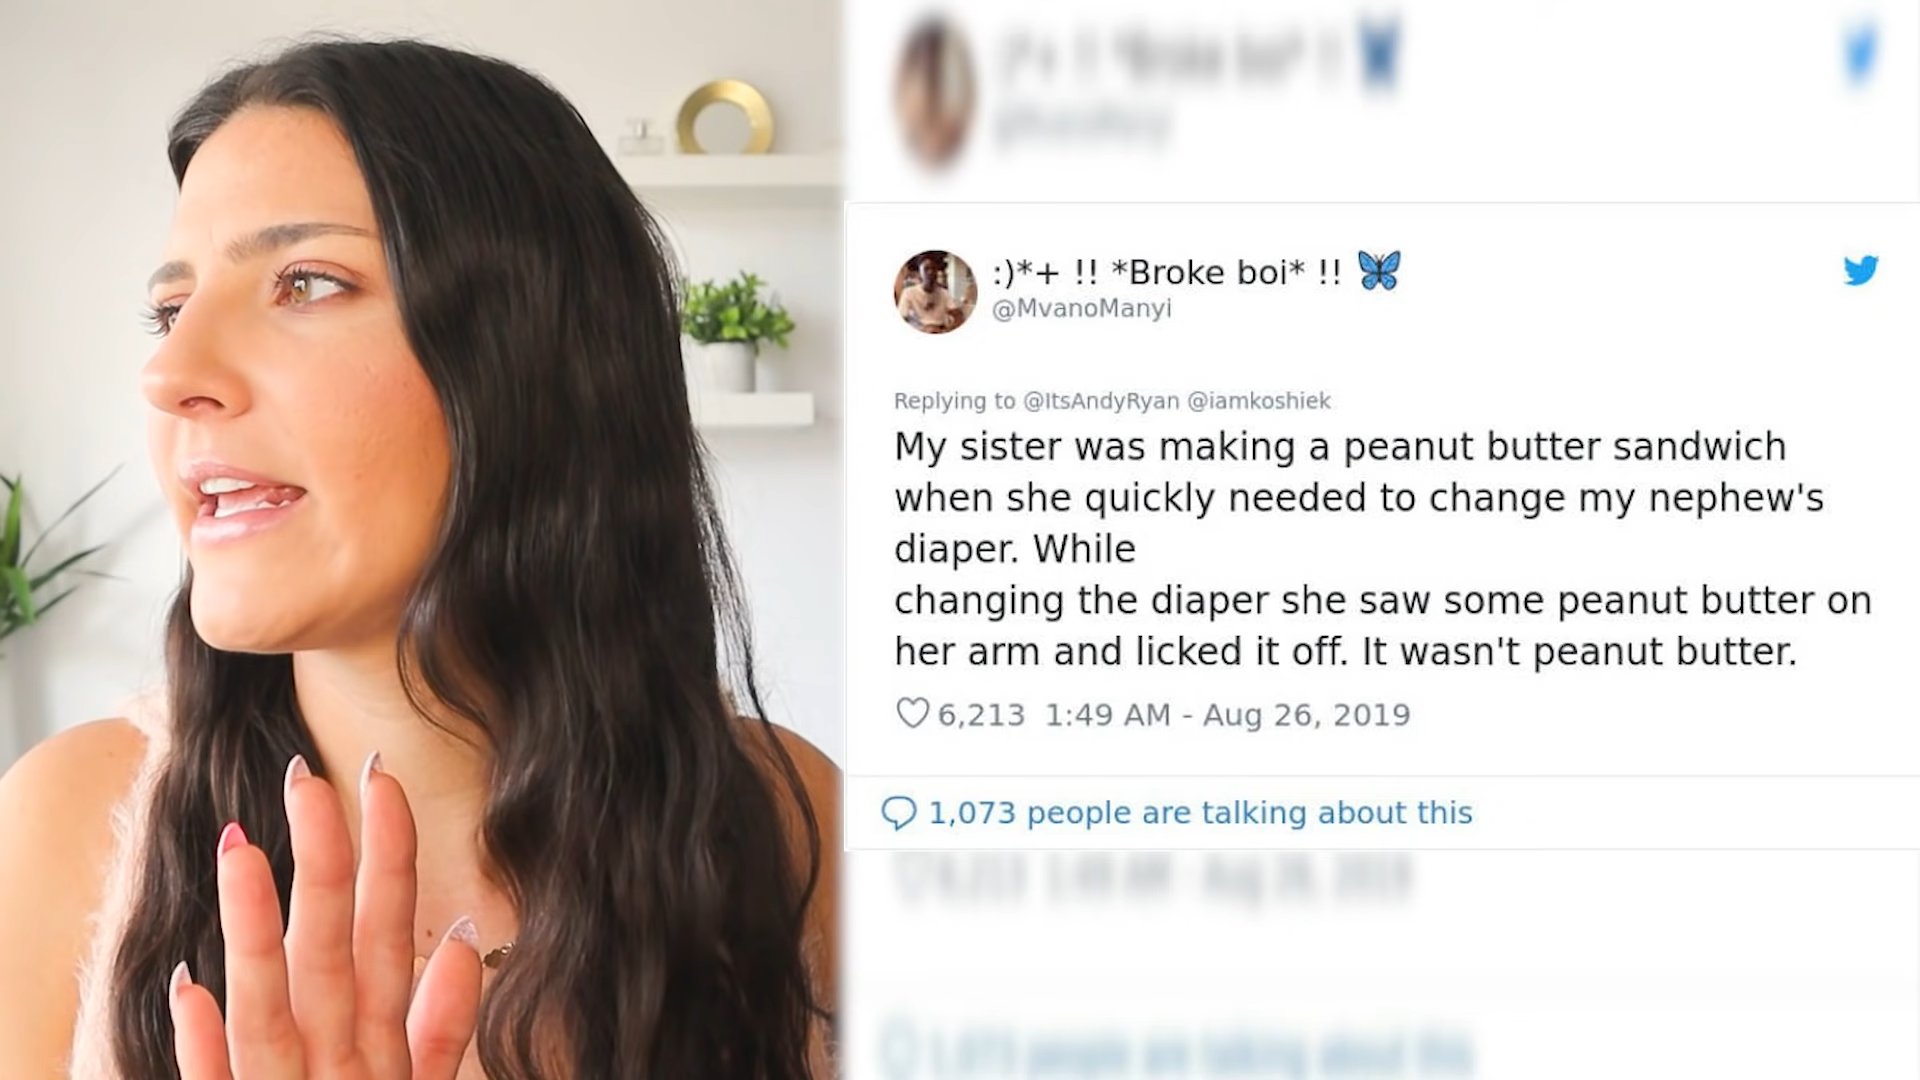 :)*+ !! *Broke boi* !! 🦋
@MvanoManyi
Replying to @ItsAndyRyan @iamkoshiek
My sister was making a peanut butter sandwich
when she quickly needed to change my nephew's
diaper. While
changing the diaper she saw some peanut butter on
her arm and licked it off. It wasn't peanut butter.
6,213 1:49 AM - Aug 26, 2019
1,073 people are talking about this